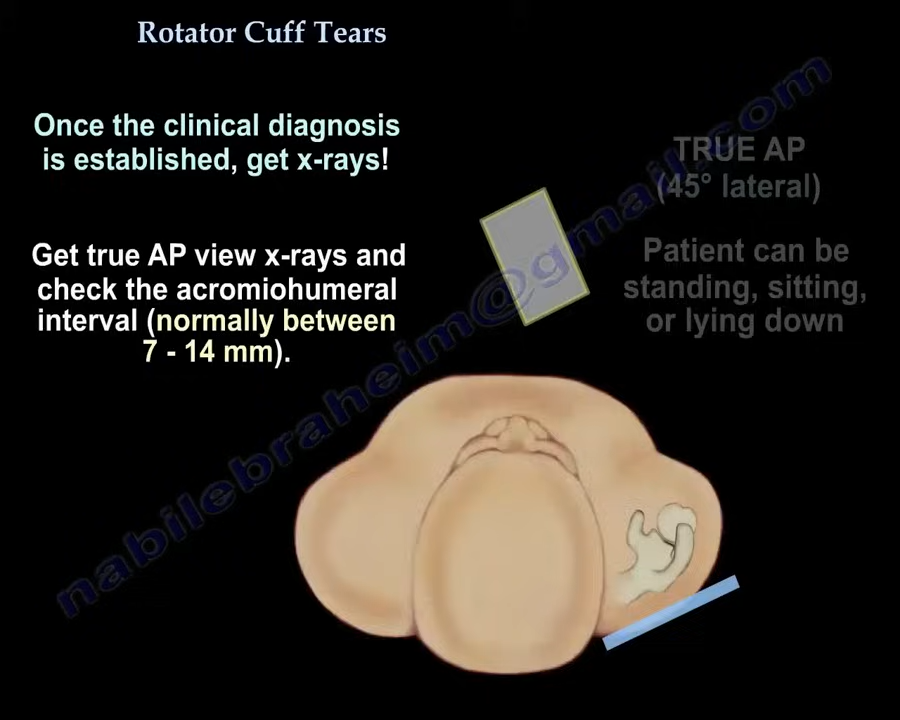 Rotator Cuff Tears
Once the clinical diagnosis
is established, get x-rays!
Get true AP view x-rays and
check the acromiohumeral
interval (normally between
7 - 14 mm).
TRUE AP
(45° lateral)
Patient can be
standing, sitting,
or lying down
nabilebraheim@gmail.com